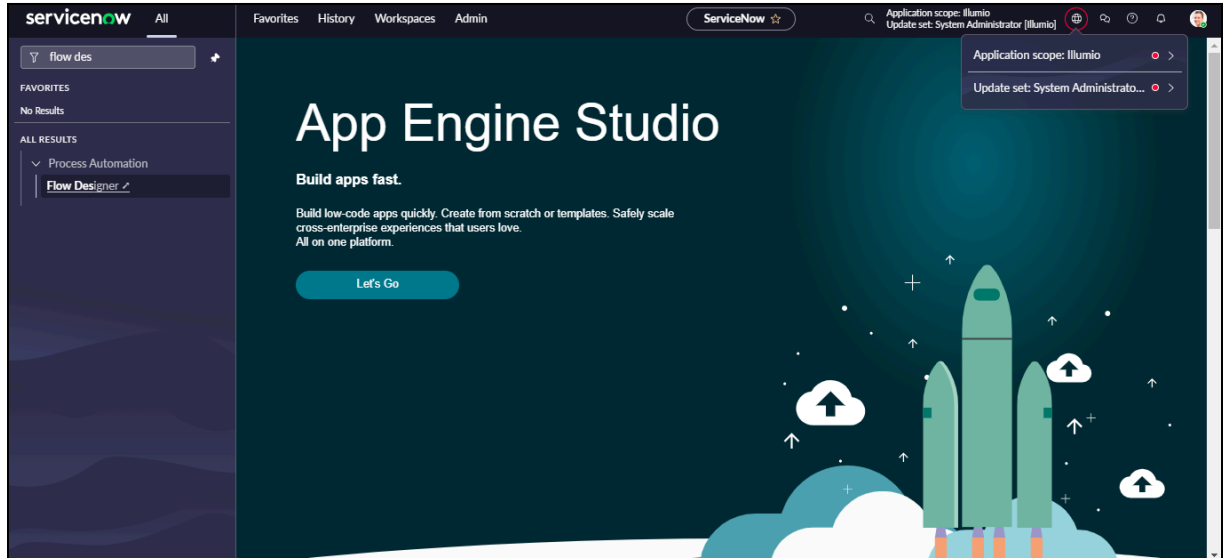 servicenow
All
Favorites
History
Workspaces
Admin
ServiceNow
Application scope: Illumio
Update set: System Administrator [Illumio]
flow des
FAVORITES
No Results
ALL RESULTS
Process Automation
Flow Designer
Application scope: Illumio
Update set: System Administrato...
App Engine Studio
Build apps fast.
Build low-code apps quickly. Create from scratch or templates. Safely scale
cross-enterprise experiences that users love.
All on one platform.
Let's Go